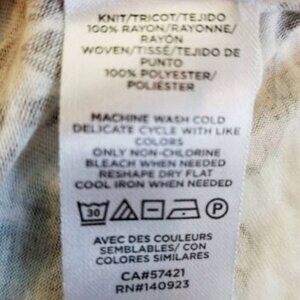 KNIT/TRICOT/TEJIDO
100% RAYON/RAYONNE/
RAYÓN
WOVEN/TISSÉ/TEJIDO DE
PUNTO
100% POLYESTER/
POLIÉSTER
MACHINE WASH COLD
DELICATE CYCLE WITH LIKE
COLORS
ONLY NON-CHLORINE
BLEACH WHEN NEEDED
RESHAPE DRY FLAT
COOL IRON WHEN NEEDED
30 P
AVEC DES COULEURS
SEMBLABLES/ CON
COLORES SIMILARES
CA#57421
RN#140923